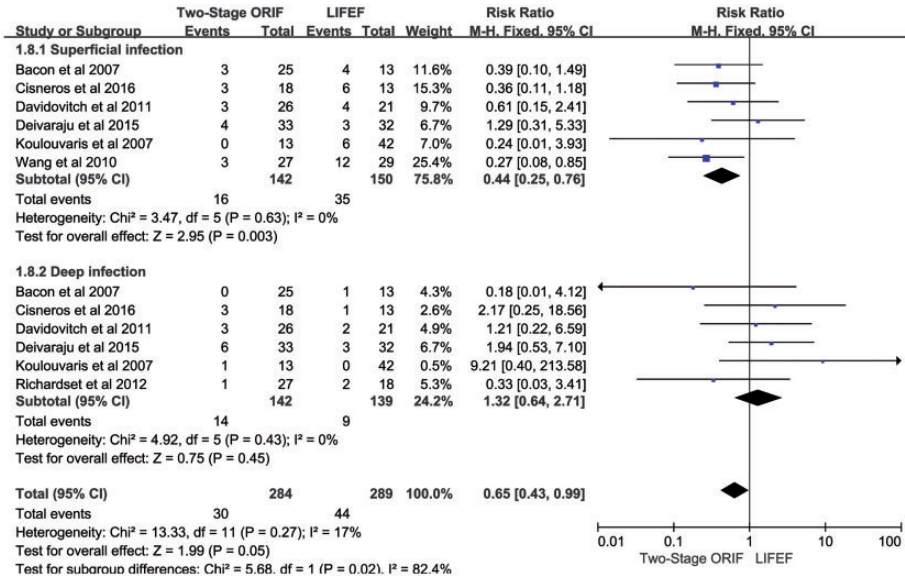 Two-Stage ORIF LIFEF Risk Ratio Risk Ratio
Study or Subgroup Events Total Events Total Weight M-H. Fixed. 95% CI M-H. Fixed. 95% CI
1.8.1 Superficial infection
Bacon et al 2007 3 25 4 13 11.6% 0.39 [0.10, 1.49]
Cisneros et al 2016 3 18 6 13 15.3% 0.36 [0.11, 1.18]
Davidovitch et al 2011 3 26 4 21 9.7% 0.61 [0.15, 2.41]
Deivaraju et al 2015 4 33 3 32 6.7% 1.29 [0.31, 5.33]
Koulouvaris et al 2007 0 13 6 42 7.0% 0.24 [0.01, 3.93]
Wang et al 2010 3 27 12 29 25.4% 0.27 [0.08, 0.85]
Subtotal (95% CI) 142 150 75.8% 0.44 [0.25, 0.76]
Total events 16 35
Heterogeneity: Chi² = 3.47, df = 5 (P = 0.63); I² = 0%
Test for overall effect: Z = 2.95 (P = 0.003)
1.8.2 Deep infection
Bacon et al 2007 0 25 1 13 4.3% 0.18 [0.01, 4.12]
Cisneros et al 2016 3 18 1 13 2.6% 2.17 [0.25, 18.56]
Davidovitch et al 2011 3 26 2 21 4.9% 1.21 [0.22, 6.59]
Deivaraju et al 2015 6 33 3 32 6.7% 1.94 [0.53, 7.10]
Koulouvaris et al 2007 1 13 0 42 0.5% 9.21 [0.40, 213.58]
Richardset et al 2012 1 27 2 18 5.3% 0.33 [0.03, 3.41]
Subtotal (95% CI) 142 139 24.2% 1.32 [0.64, 2.71]
Total events 14 9
Heterogeneity: Chi² = 4.92, df = 5 (P = 0.43); I² = 0%
Test for overall effect: Z = 0.75 (P = 0.45)
Total (95% CI) 284 289 100.0% 0.65 [0.43, 0.99]
Total events 30 44
Heterogeneity: Chi² = 13.33, df = 11 (P = 0.27); I² = 17%
Test for overall effect: Z = 1.99 (P = 0.05)
Test for subgroup differences: Chi² = 5.68, df = 1 (P = 0.02), I² = 82.4%
0.01 0.1 1 10 100
Two-Stage ORIF LIFEF